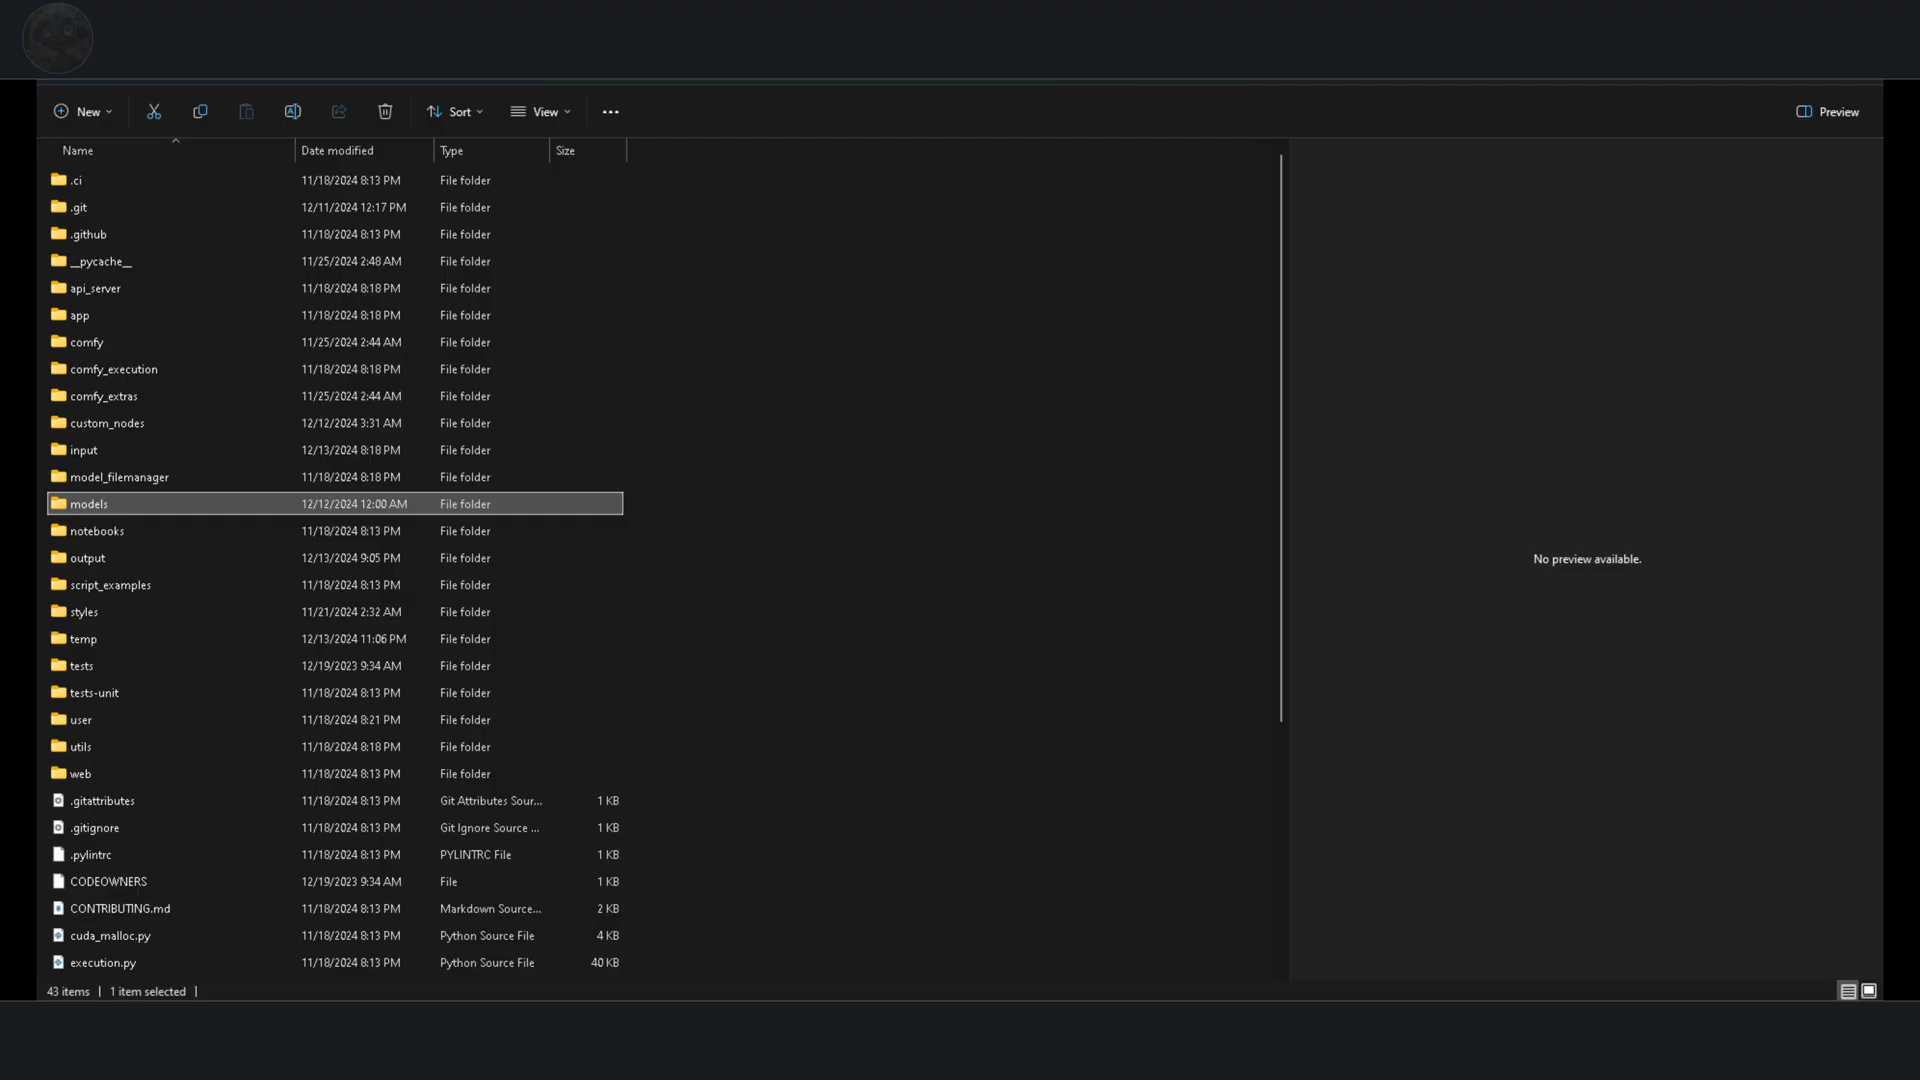 New Sort View Preview
Name Date modified Type Size
.ci 11/18/2024 8:13 PM File folder
.git 12/11/2024 12:17 PM File folder
.github 11/18/2024 8:13 PM File folder
__pycache__ 11/25/2024 2:48 AM File folder
api_server 11/18/2024 8:18 PM File folder
app 11/18/2024 8:18 PM File folder
comfy 11/25/2024 2:44 AM File folder
comfy_execution 11/18/2024 8:18 PM File folder
comfy_extras 11/25/2024 2:44 AM File folder
custom_nodes 12/12/2024 3:31 AM File folder
input 12/13/2024 8:18 PM File folder
model_filemanager 11/18/2024 8:18 PM File folder
models 12/12/2024 12:00 AM File folder
notebooks 11/18/2024 8:13 PM File folder
output 12/13/2024 9:05 PM File folder
script_examples 11/18/2024 8:13 PM File folder
styles 11/21/2024 2:32 AM File folder
temp 12/13/2024 11:06 PM File folder
tests 12/19/2023 9:34 AM File folder
tests-unit 11/18/2024 8:13 PM File folder
user 11/18/2024 8:21 PM File folder
utils 11/18/2024 8:18 PM File folder
web 11/18/2024 8:13 PM File folder
.gitattributes 11/18/2024 8:13 PM Git Attributes Sour... 1 KB
.gitignore 11/18/2024 8:13 PM Git Ignore Source ... 1 KB
.pylintrc 11/18/2024 8:13 PM PYLINTRC File 1 KB
CODEOWNERS 12/19/2023 9:34 AM File 1 KB
CONTRIBUTING.md 11/18/2024 8:13 PM Markdown Source... 2 KB
cuda_malloc.py 11/18/2024 8:13 PM Python Source File 4 KB
execution.py 11/18/2024 8:13 PM Python Source File 40 KB
No preview available.
43 items | 1 item selected |